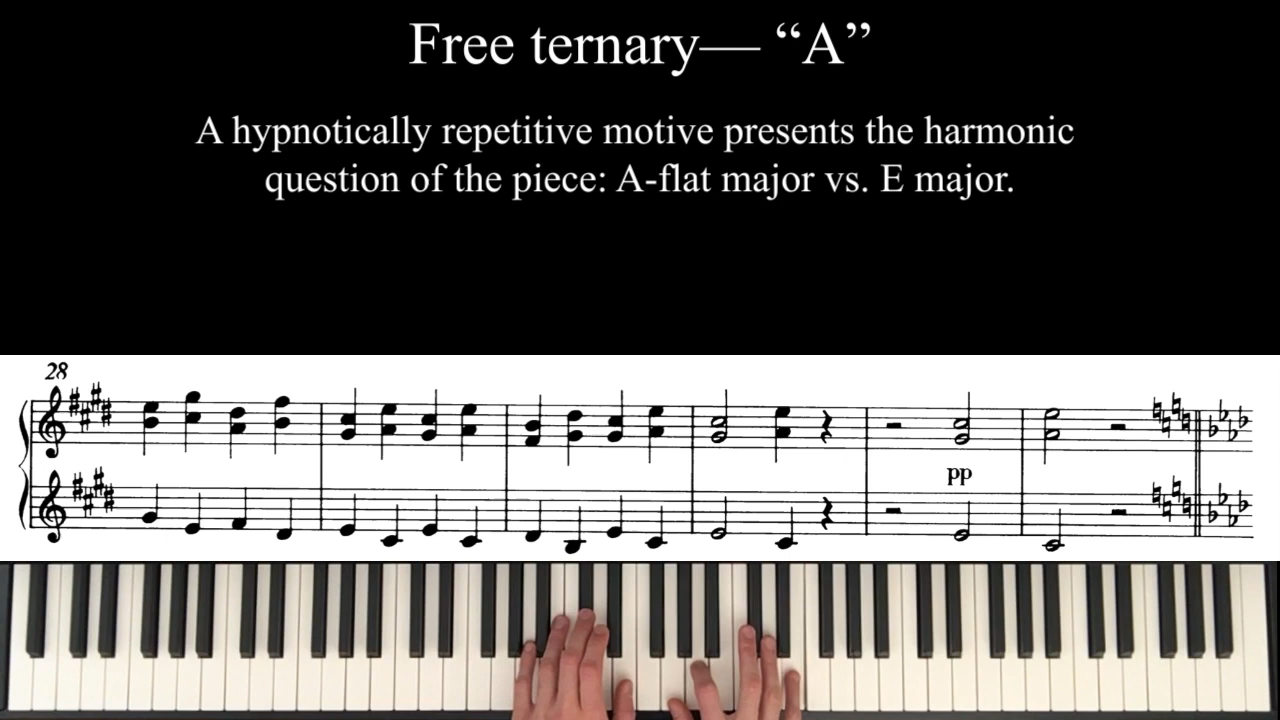 Free ternary— “A”
A hypnotically repetitive motive presents the harmonic
question of the piece: A-flat major vs. E major.
28
pp